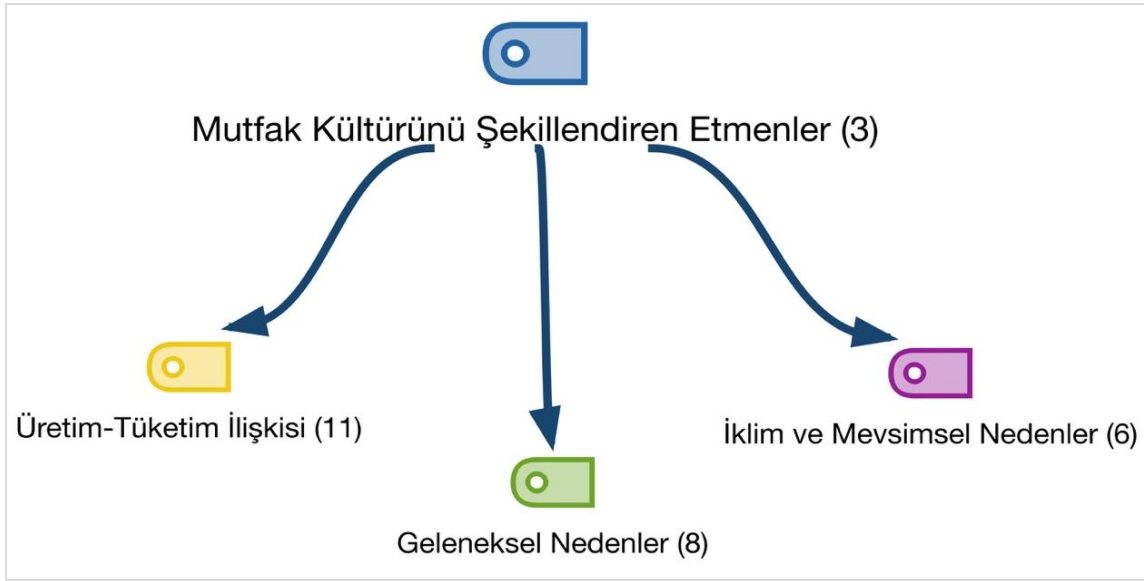 Mutfak Kültürünü Şekillendiren Etmenler (3)
Üretim-Tüketim İlişkisi (11)
İklim ve Mevsimsel Nedenler (6)
Geleneksel Nedenler (8)